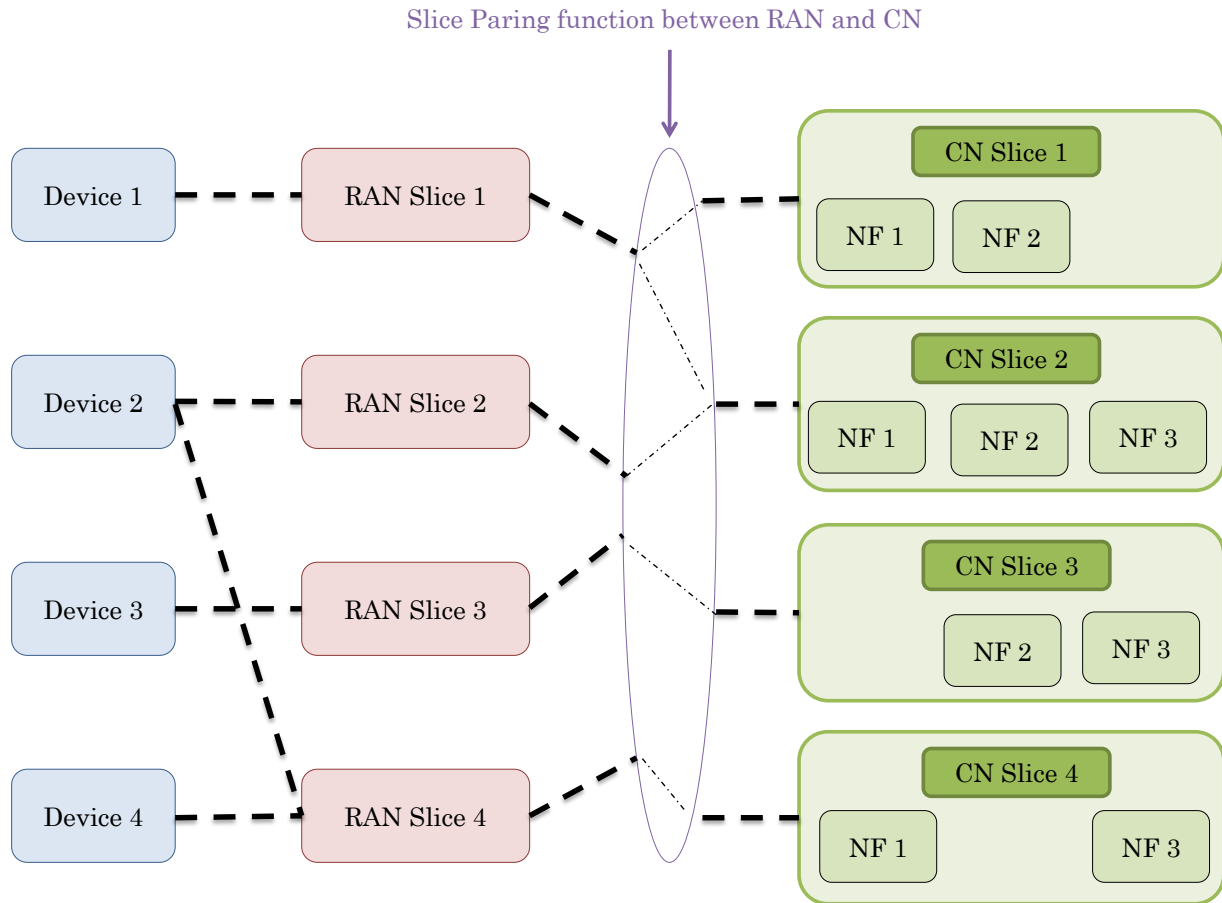 Slice Paring function between RAN and CN
Device 1
RAN Slice 1
CN Slice 1
NF 1
NF 2
Device 2
RAN Slice 2
CN Slice 2
NF 1
NF 2
NF 3
Device 3
RAN Slice 3
CN Slice 3
NF 2
NF 3
Device 4
RAN Slice 4
CN Slice 4
NF 1
NF 3